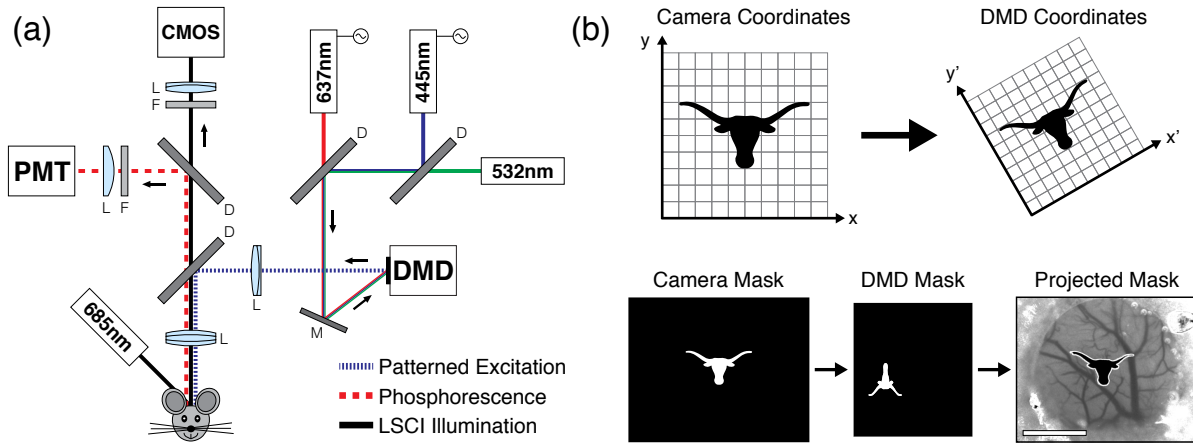 (a)
CMOS
L
F
637nm
445nm
D
D
532nm
PMT
L
F
D
D
L
DMD
M
685nm
L
Patterned Excitation
Phosphorescence
LSCI Illumination
(b)
Camera Coordinates
DMD Coordinates
y
x
y'
x'
Camera Mask
DMD Mask
Projected Mask